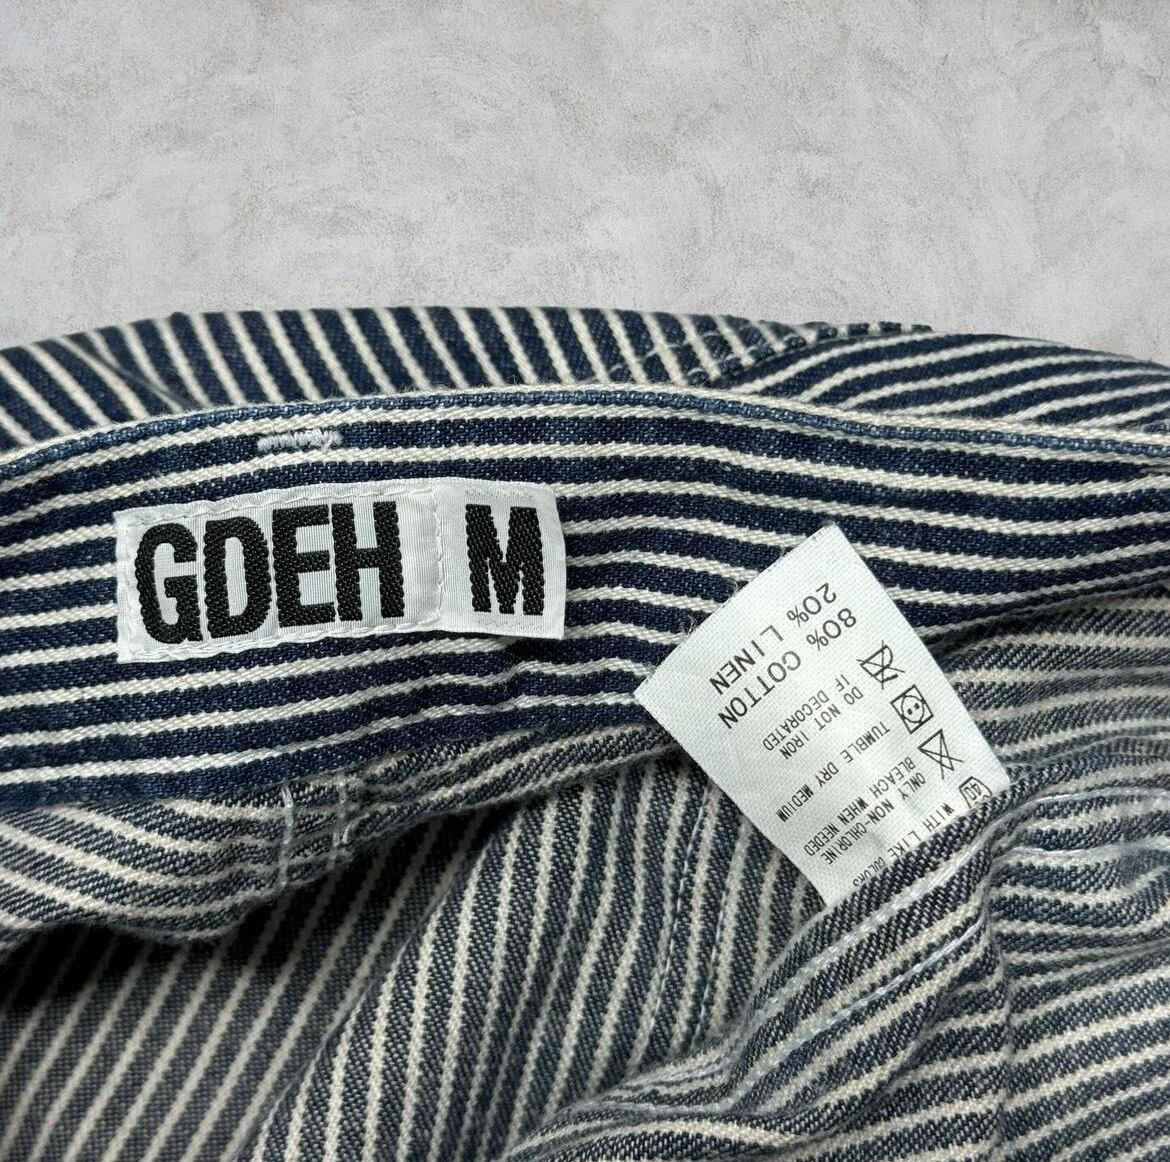 GDEH M
80% COTTON
20% LINEN
DO NOT IRON
IF DECORATED
TUMBLE DRY MEDIUM
ONLY NON-CHLORINE
BLEACH WHEN NEEDED
40
WITH LIKE COLORS